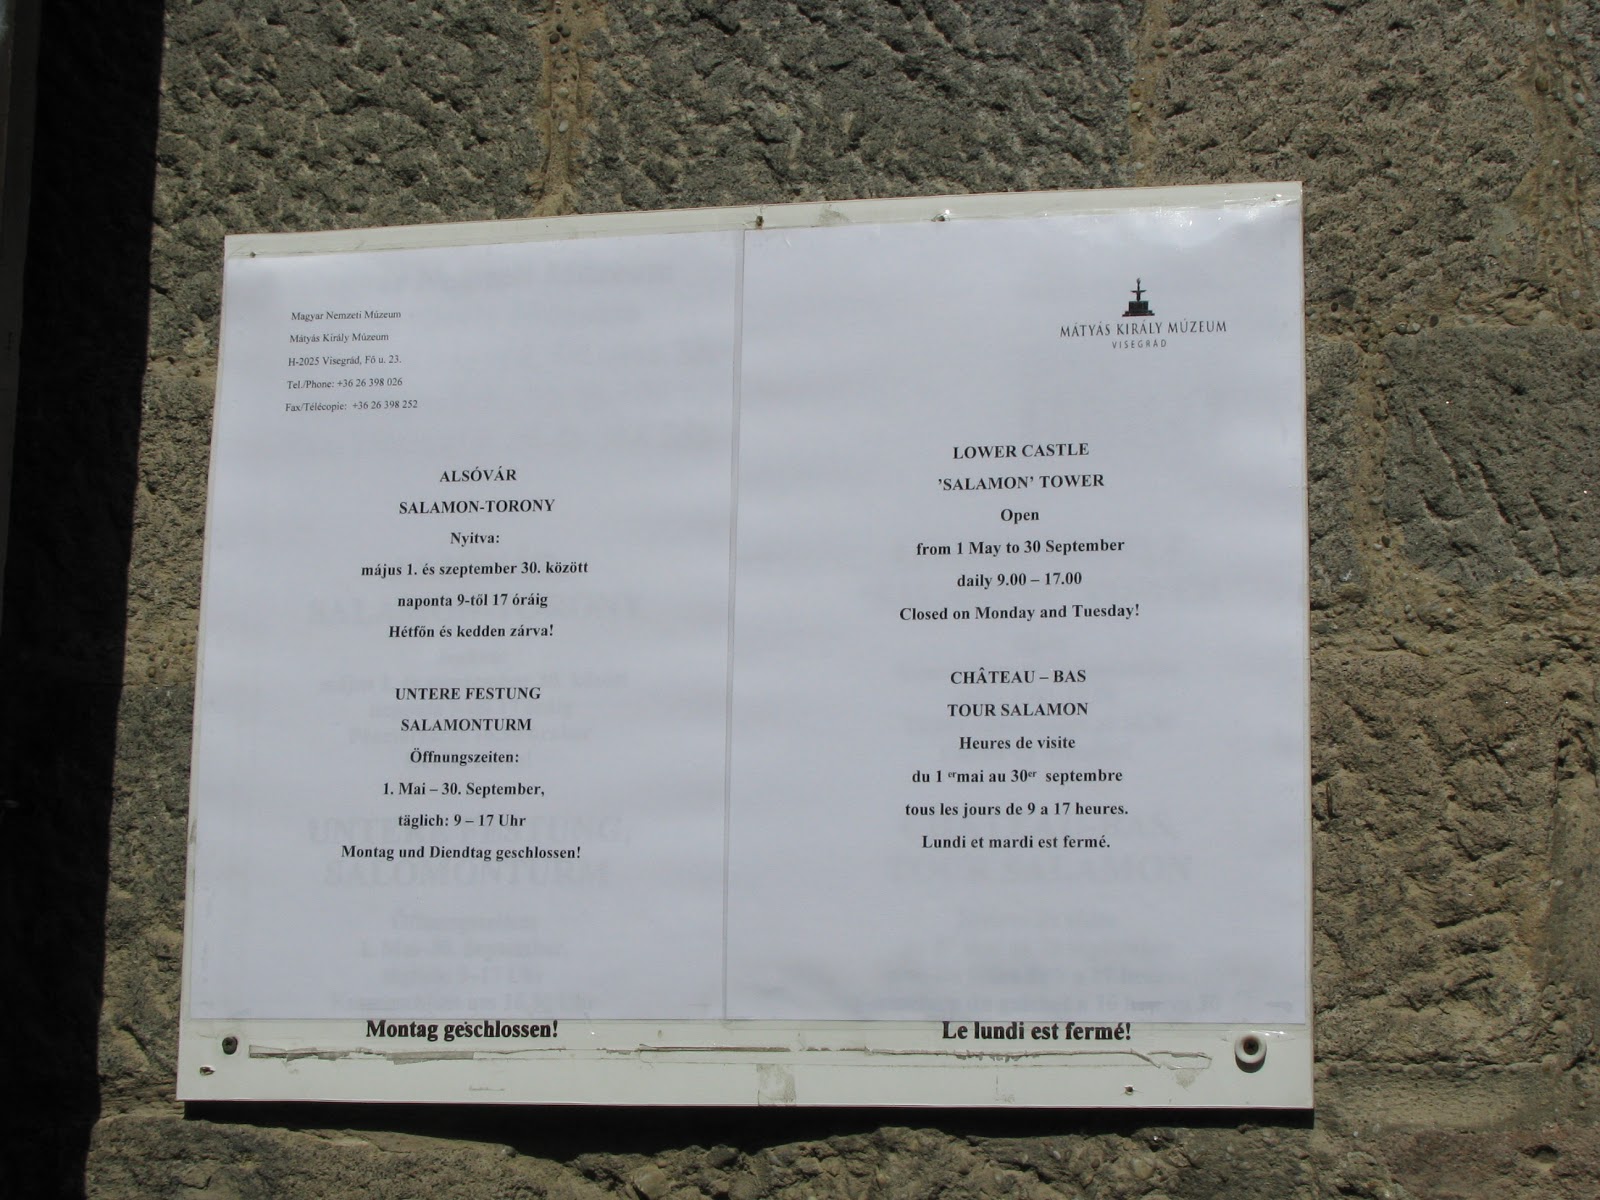 Magyar Nemzeti Múzeum
Mátyás Király Múzeum
H-2025 Visegrád, Fő u. 23.
Tel./Phone: +36 26 398 026
Fax/Télécopie: +36 26 398 252
ALSÓVÁR
SALAMON-TORONY
Nyitva:
május 1. és szeptember 30. között
naponta 9-től 17 óráig
Hétfőn és kedden zárva!
UNTERE FESTUNG
SALAMONTURM
Öffnungszeiten:
1. Mai – 30. September,
täglich: 9 – 17 Uhr
Montag und Diendtag geschlossen!
Montag geschlossen!
MÁTYÁS KIRÁLY MÚZEUM
VISEGRÁD
LOWER CASTLE
’SALAMON’ TOWER
Open
from 1 May to 30 September
daily 9.00 – 17.00
Closed on Monday and Tuesday!
CHÂTEAU – BAS
TOUR SALAMON
Heures de visite
du 1 ermai au 30er septembre
tous les jours de 9 a 17 heures.
Lundi et mardi est fermé.
Le lundi est fermé!